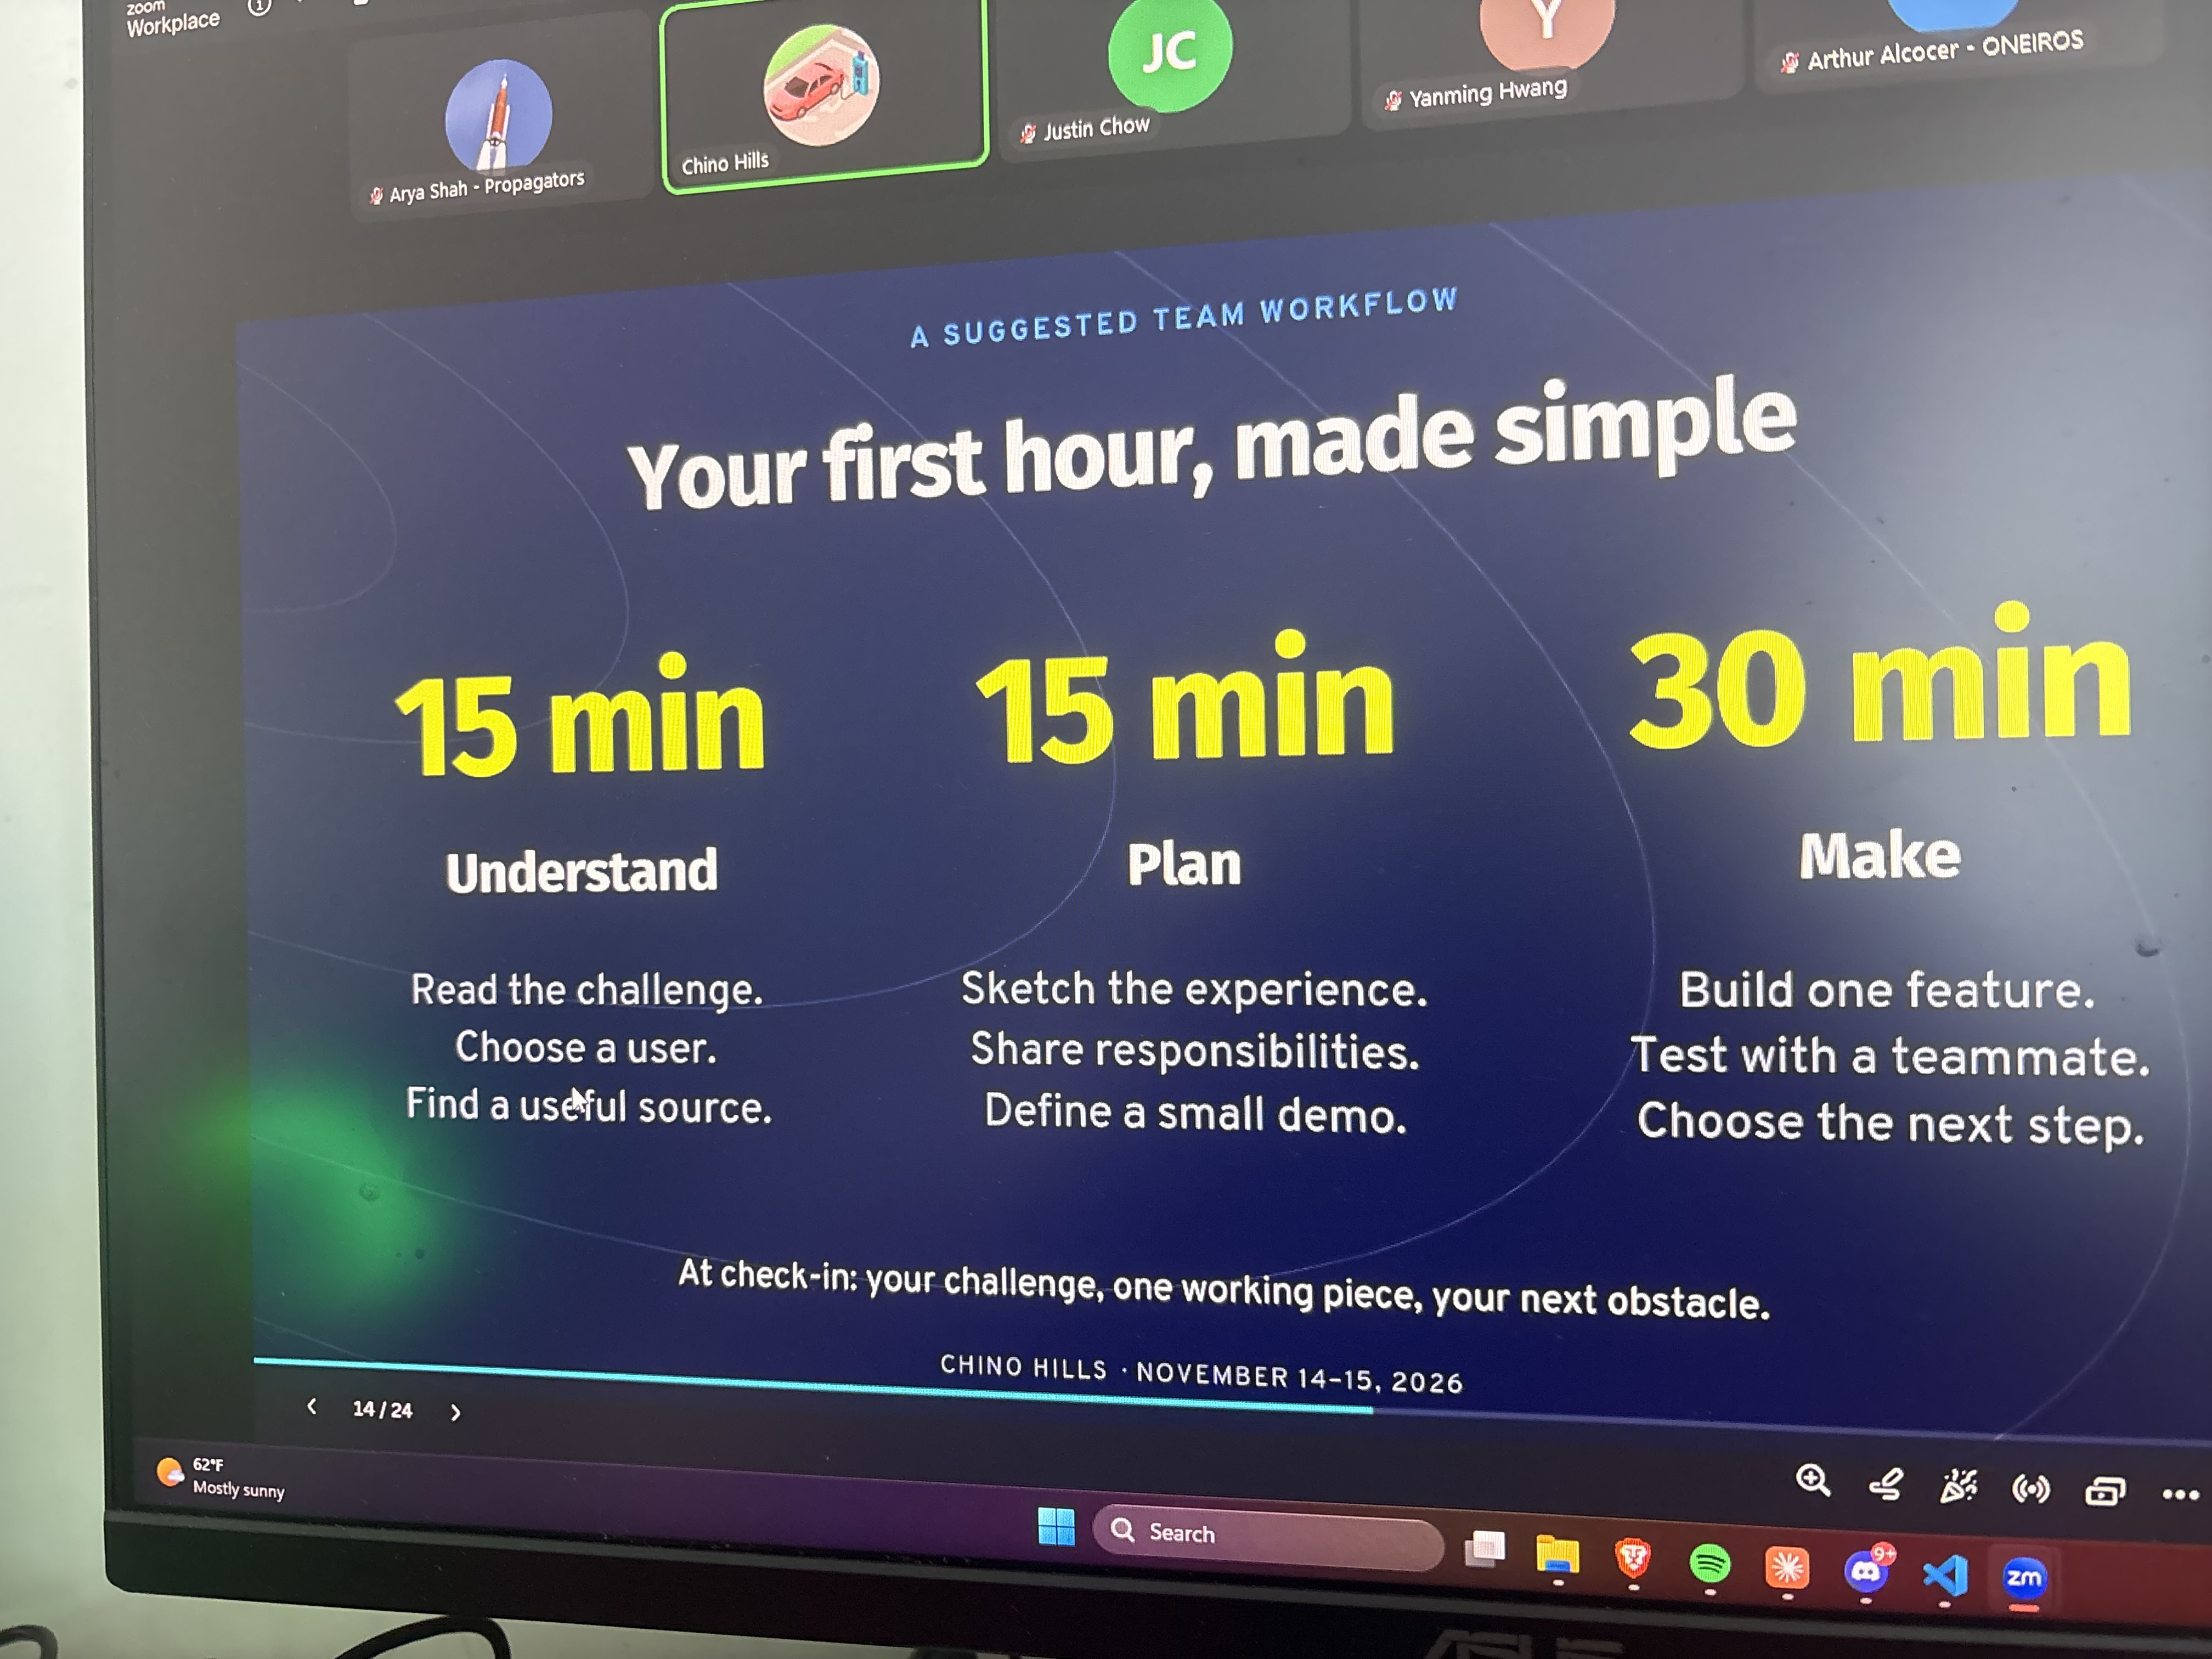 zoom
Workplace
JC
Y
Arya Shah - Propagators
Chino Hills
Justin Chow
Yanming Hwang
Arthur Alcocer - ONEIROS
A SUGGESTED TEAM WORKFLOW
Your first hour, made simple
15 min
15 min
30 min
Understand
Plan
Make
Read the challenge.
Choose a user.
Find a useful source.
Sketch the experience.
Share responsibilities.
Define a small demo.
Build one feature.
Test with a teammate.
Choose the next step.
At check-in: your challenge, one working piece, your next obstacle.
CHINO HILLS · NOVEMBER 14–15, 2026
14 / 24
62°F
Mostly sunny
Search
9+
zm